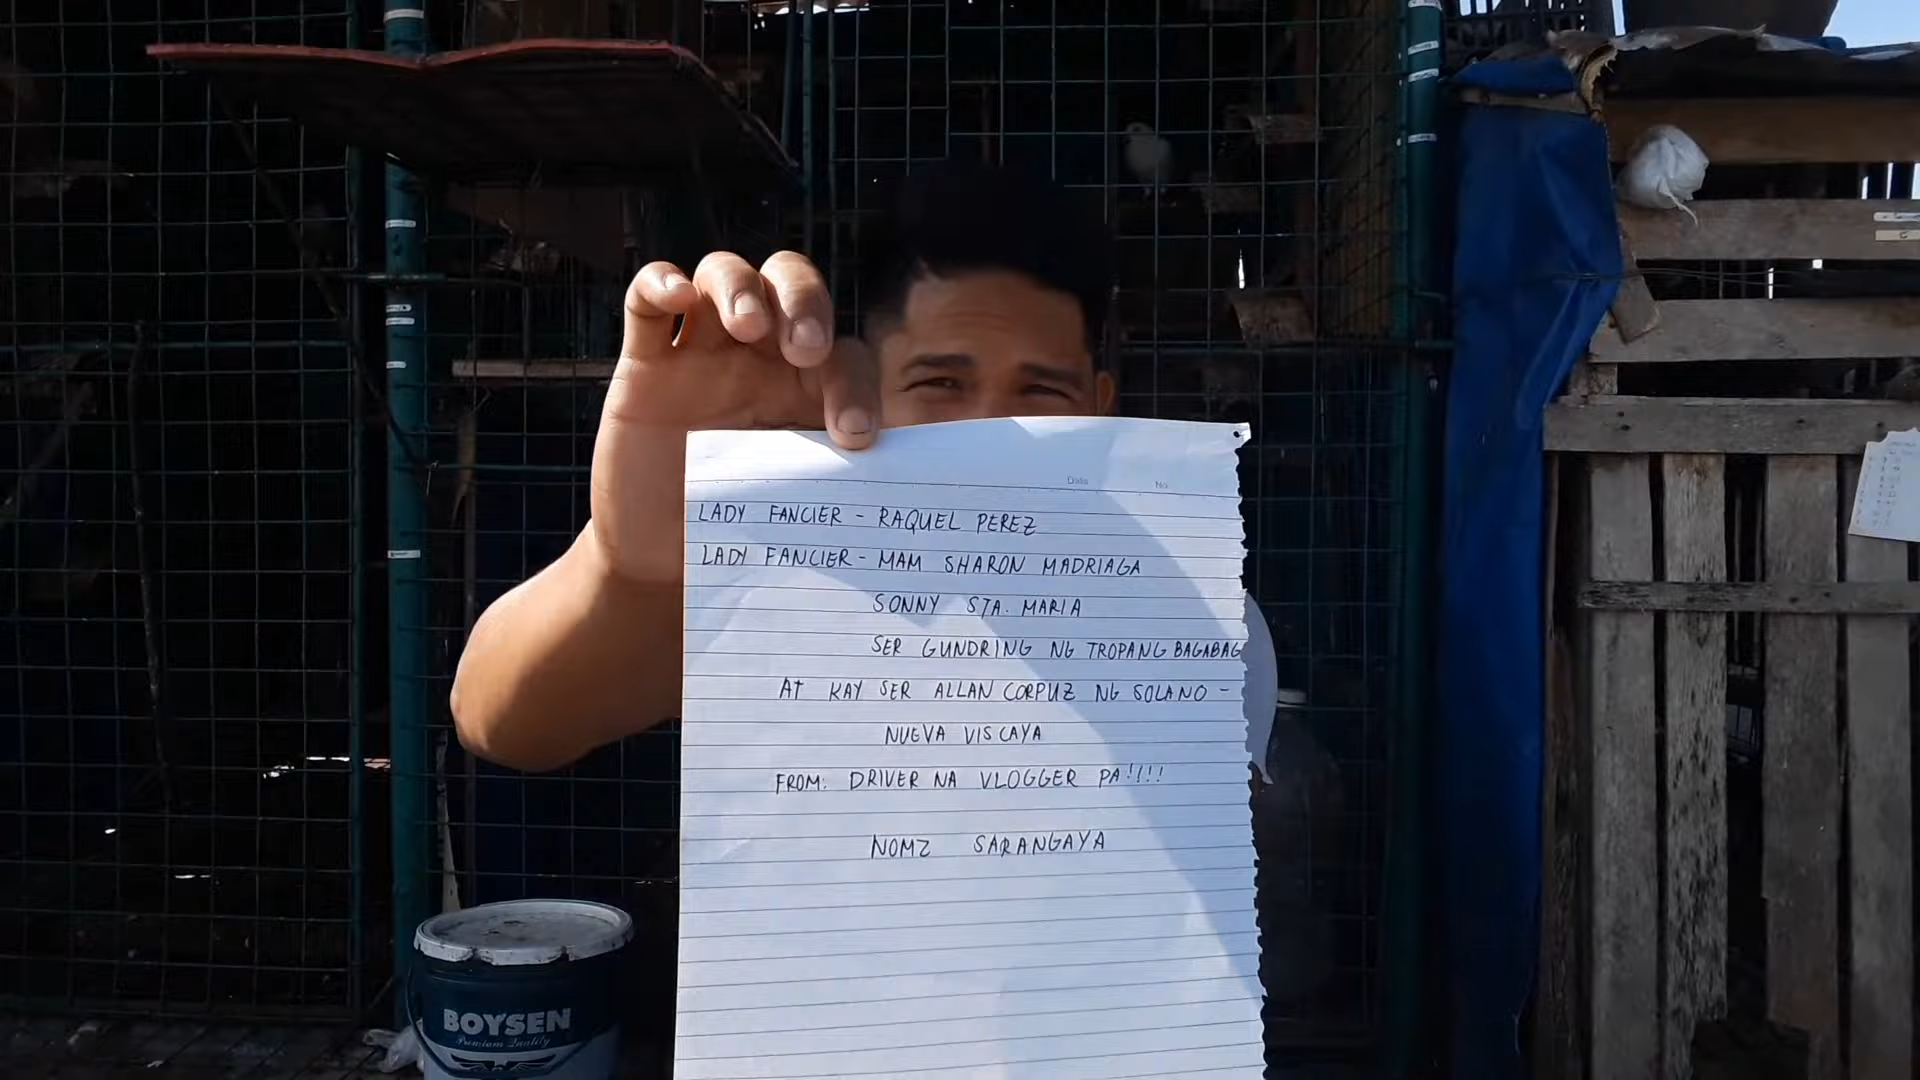 Date No.
LADY FANCIER - RAQUEL PEREZ
LADY FANCIER - MAM SHARON MADRIAGA
SONNY STA. MARIA
SER GUNDRING NG TROPANG BAGABAG
AT KAY SER ALLAN CORPUZ NG SOLANO -
NUEVA VISCAYA
FROM: DRIVER NA VLOGGER PA!!!!
NOMZ SARANGAYA
BOYSEN
Premium Quality